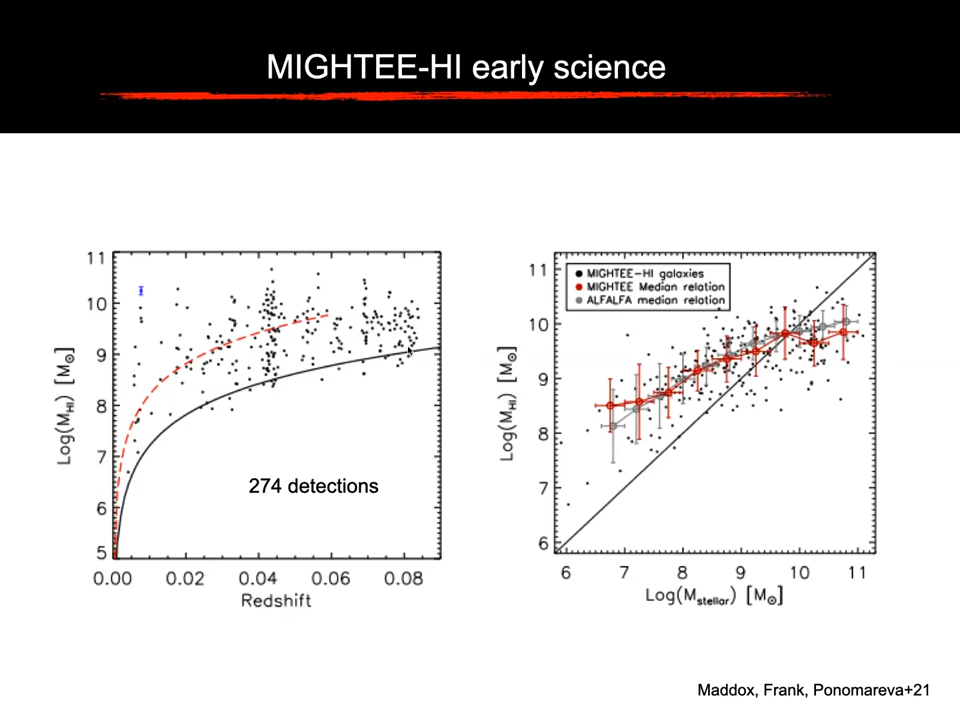 MIGHTEE-HI early science
11
10
9
8
7
6
5
Log(M_HI) [M_⊙]
274 detections
0.00 0.02 0.04 0.06 0.08
Redshift
11
10
9
8
7
6
Log(M_HI) [M_⊙]
MIGHTEE-HI galaxies
MIGHTEE Median relation
ALFALFA median relation
6 7 8 9 10 11
Log(M_stellar) [M_⊙]
Maddox, Frank, Ponomareva+21